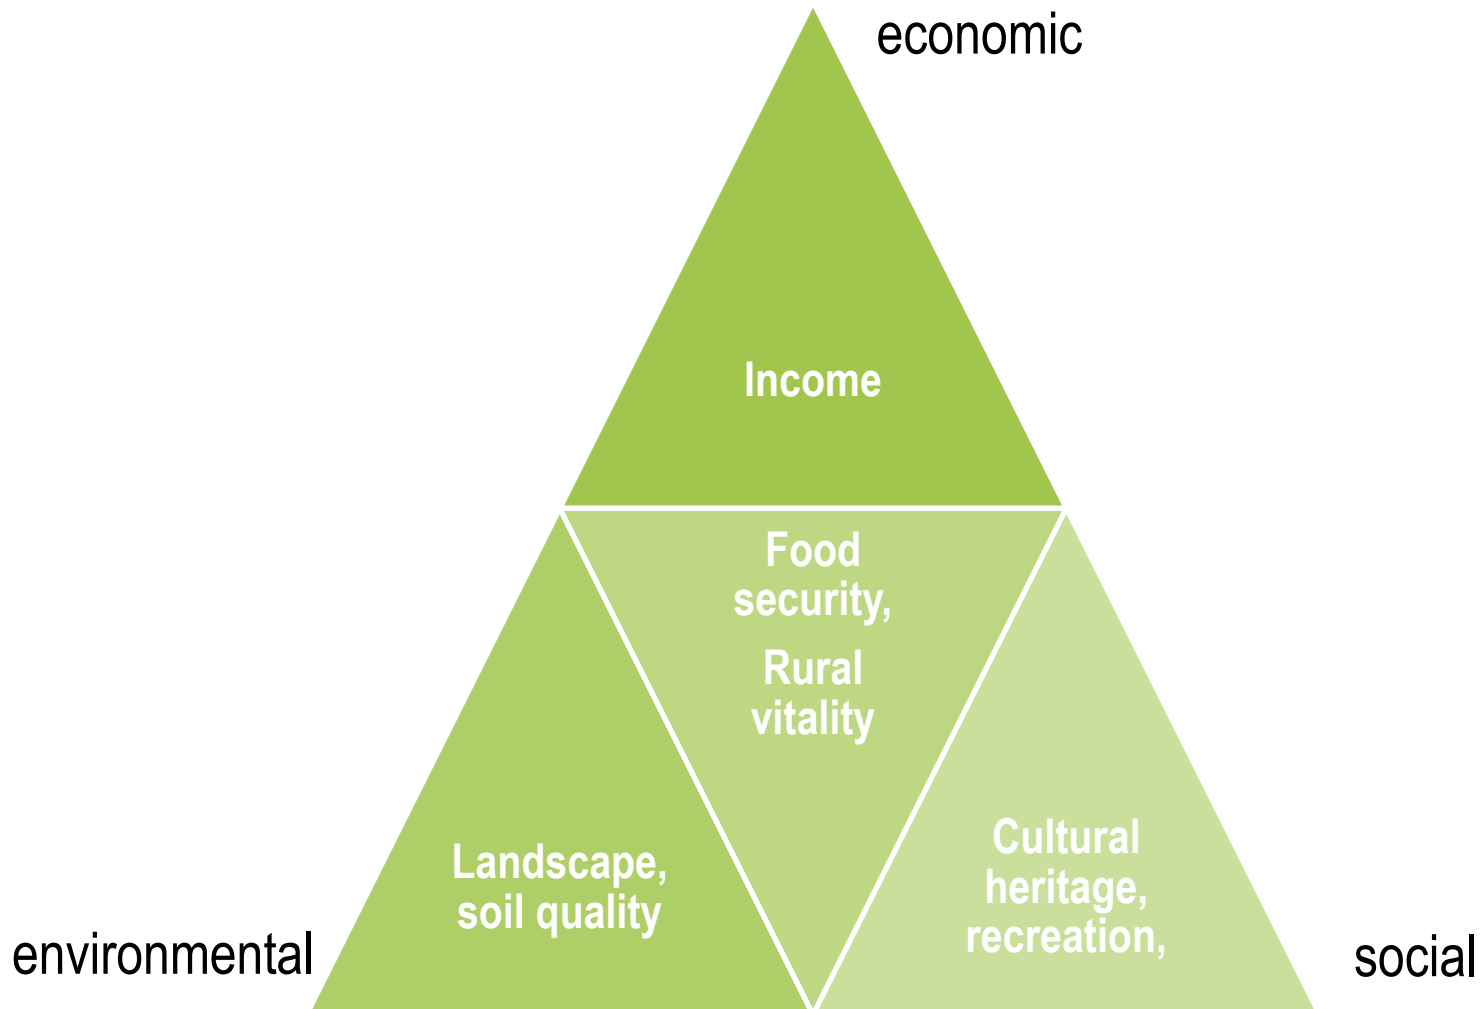 economic
Income
Food
security,
Rural
vitality
Landscape,
soil quality
Cultural
heritage,
recreation,
environmental
social